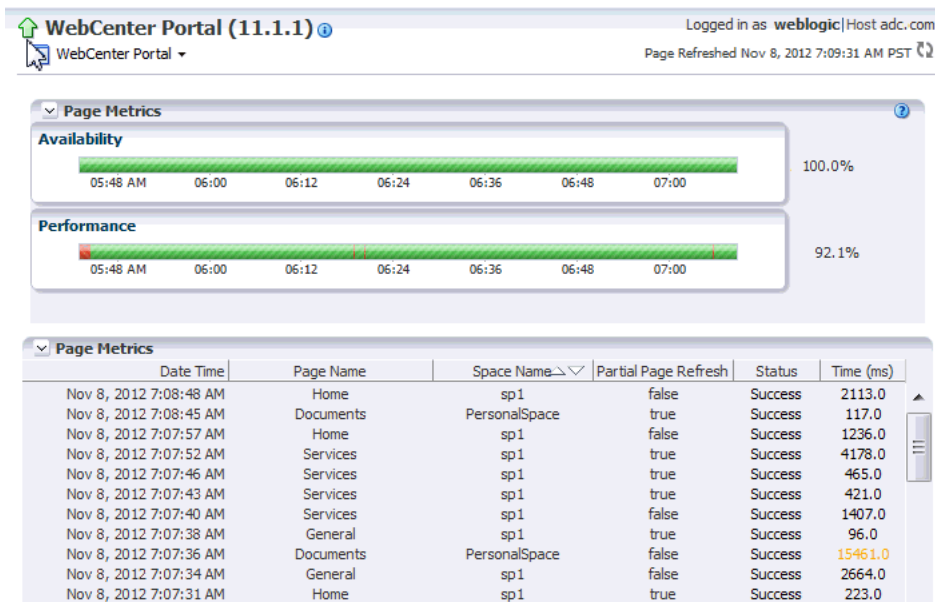 WebCenter Portal (11.1.1)
Logged in as weblogic|Host adc.com
WebCenter Portal
Page Refreshed Nov 8, 2012 7:09:31 AM PST
Page Metrics
Availability
100.0%
05:48 AM 06:00 06:12 06:24 06:36 06:48 07:00
Performance
92.1%
05:48 AM 06:00 06:12 06:24 06:36 06:48 07:00
Page Metrics
Date Time Page Name Space Name Partial Page Refresh Status Time (ms)
Nov 8, 2012 7:08:48 AM Home sp1 false Success 2113.0
Nov 8, 2012 7:08:45 AM Documents PersonalSpace true Success 117.0
Nov 8, 2012 7:07:57 AM Home sp1 false Success 1236.0
Nov 8, 2012 7:07:52 AM Services sp1 true Success 4178.0
Nov 8, 2012 7:07:46 AM Services sp1 true Success 465.0
Nov 8, 2012 7:07:43 AM Services sp1 true Success 421.0
Nov 8, 2012 7:07:40 AM Services sp1 false Success 1407.0
Nov 8, 2012 7:07:38 AM General sp1 true Success 96.0
Nov 8, 2012 7:07:36 AM Documents PersonalSpace false Success 15461.0
Nov 8, 2012 7:07:34 AM General sp1 false Success 2664.0
Nov 8, 2012 7:07:31 AM Home sp1 true Success 223.0